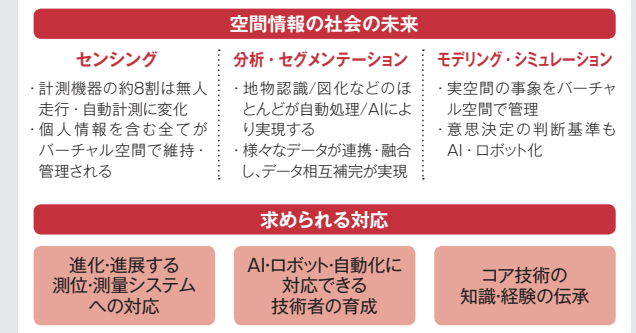 空間情報の社会の未来
センシング
・計測機器の約8割は無人
走行・自動計測に変化
・個人情報を含む全てが
バーチャル空間で維持・
管理される
分析・セグメンテーション
・地物認識/図化などのほ
とんどが自動処理/AIによ
り実現する
・様々なデータが連携・融合
し、データ相互補完が実現
モデリング・シミュレーション
・実空間の事象をバーチャ
ル空間で管理
・意思決定の判断基準も
AI・ロボット化
求められる対応
進化・進展する
測位・測量システム
への対応
AI・ロボット・自動化に
対応できる
技術者の育成
コア技術の
知識・経験の伝承